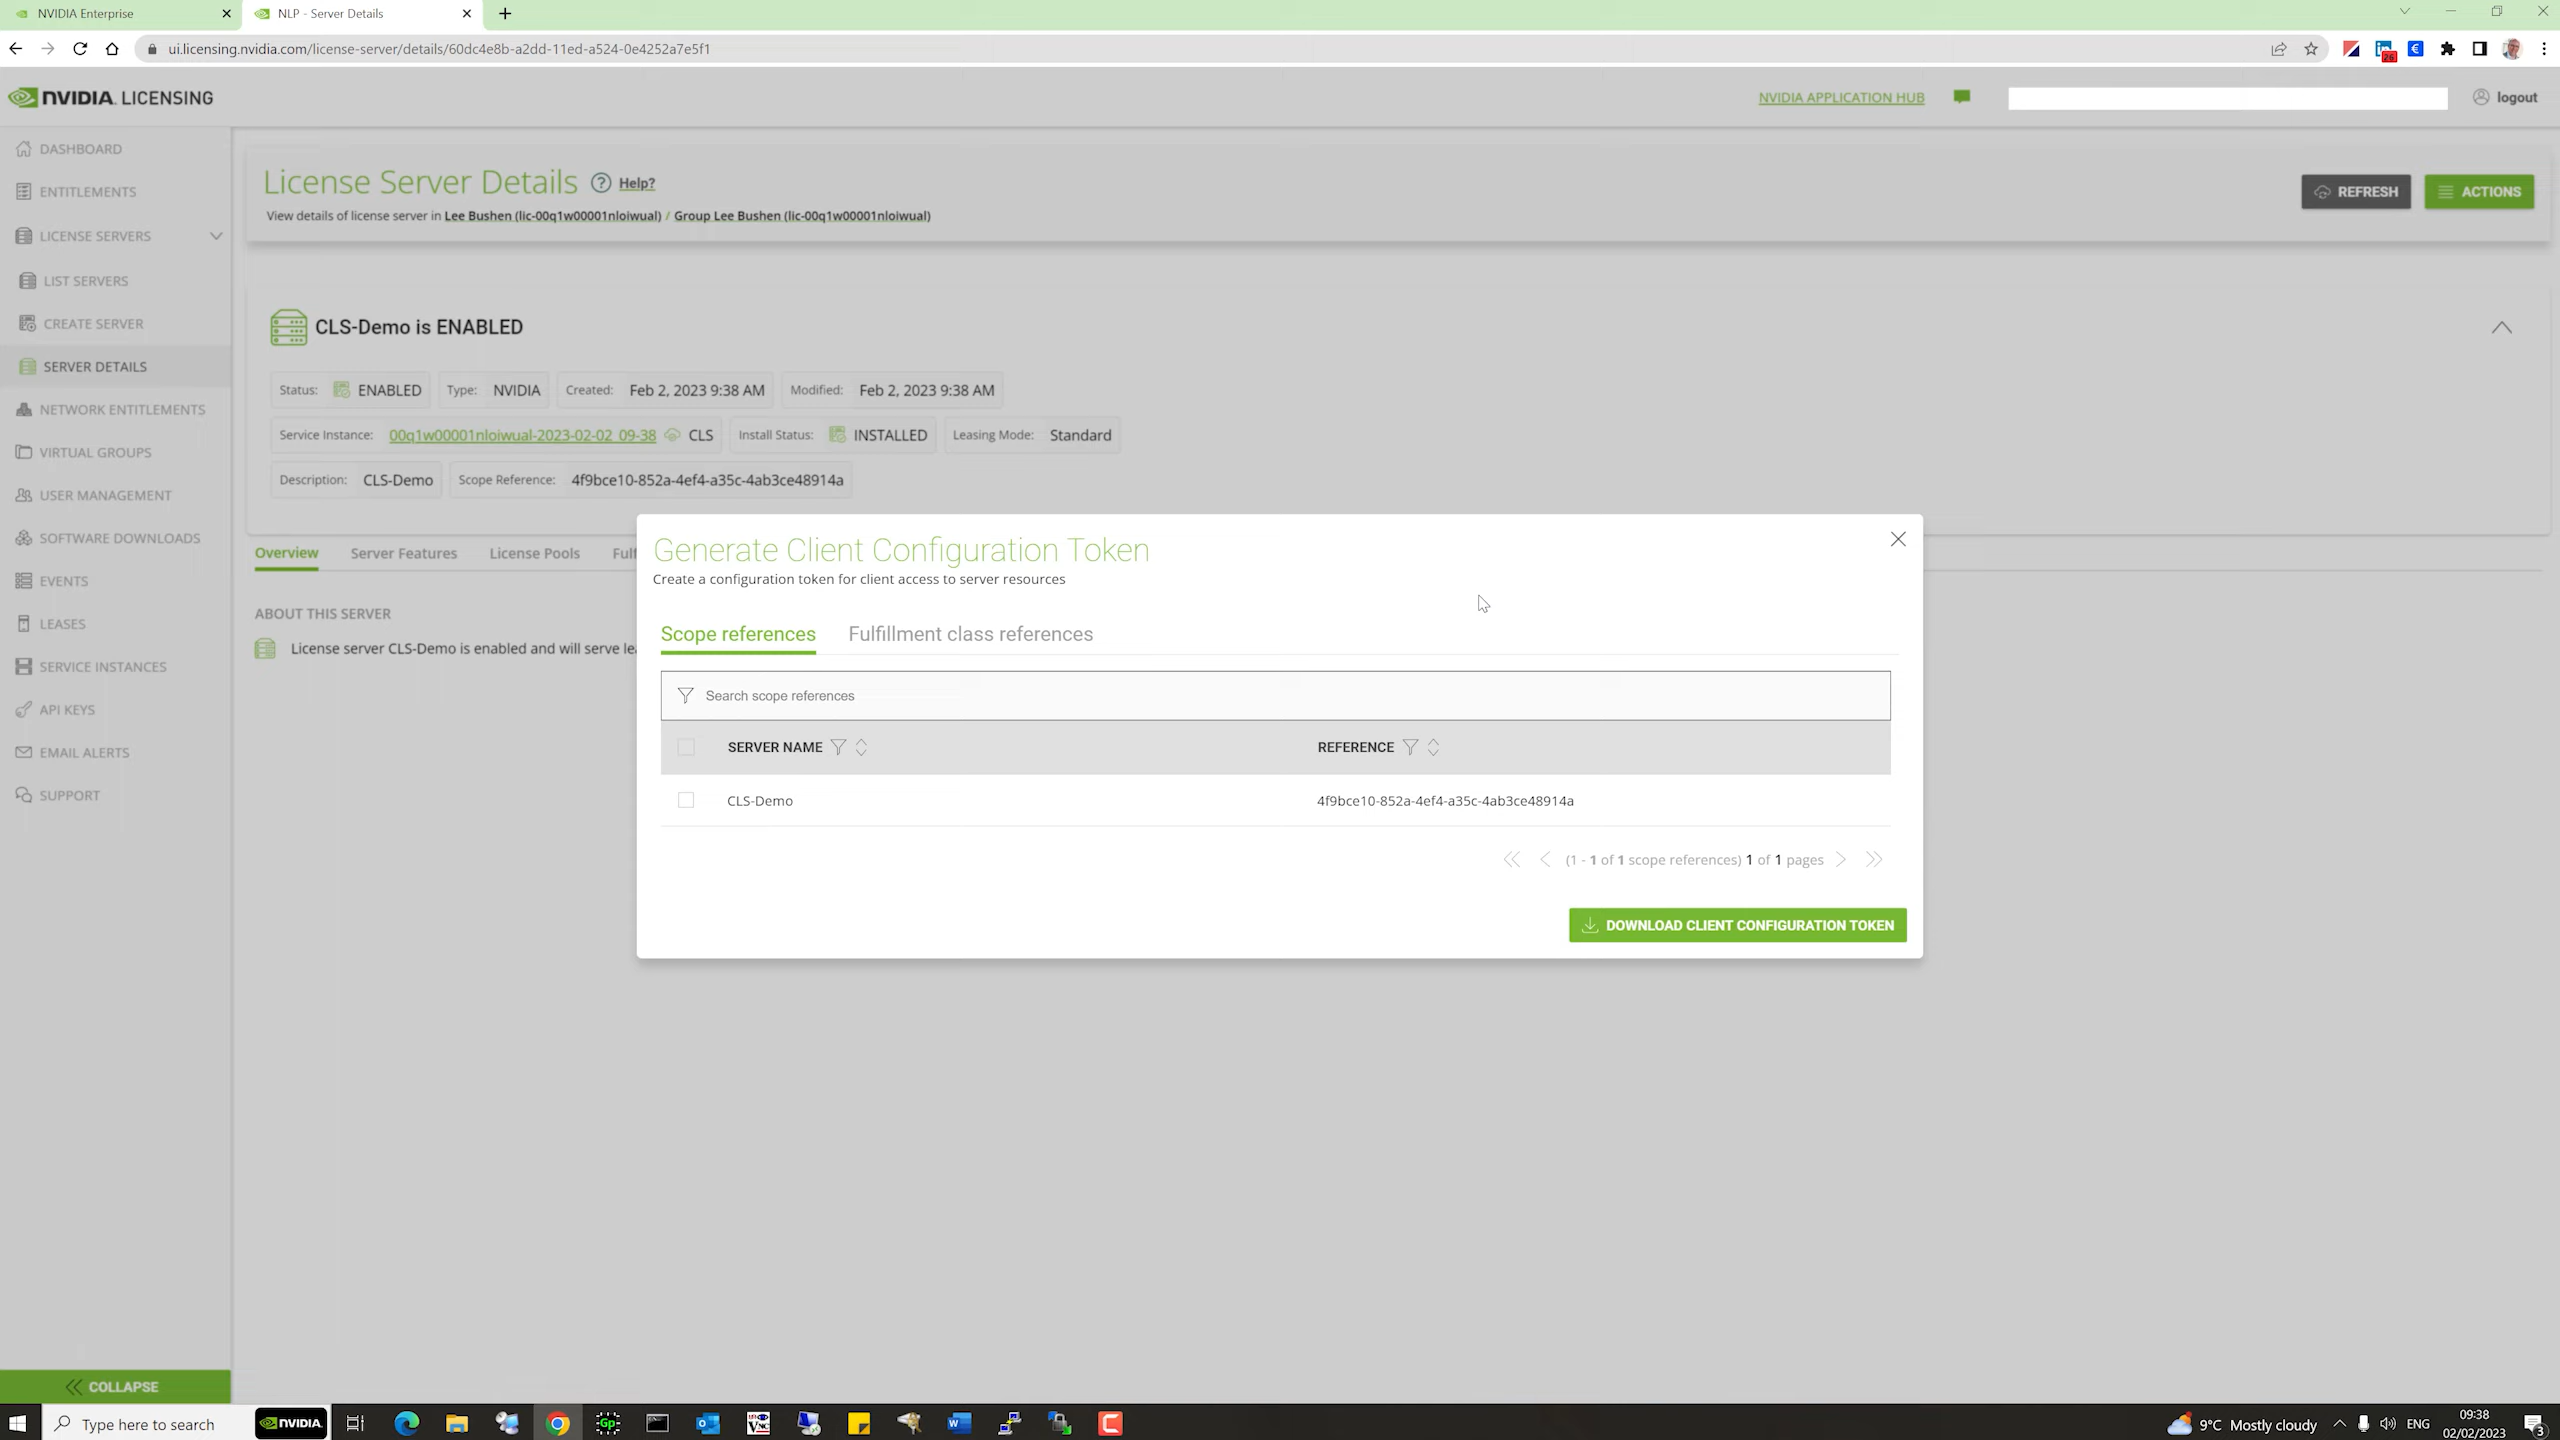 NVIDIA Enterprise
NLP - Server Details
ui.licensing.nvidia.com/license-server/details/60dc4e8b-a2dd-11ed-a524-0e4252a7e5f1
26
NVIDIA. LICENSING
NVIDIA APPLICATION HUB
logout
DASHBOARD
ENTITLEMENTS
LICENSE SERVERS
LIST SERVERS
CREATE SERVER
SERVER DETAILS
NETWORK ENTITLEMENTS
VIRTUAL GROUPS
USER MANAGEMENT
SOFTWARE DOWNLOADS
EVENTS
LEASES
SERVICE INSTANCES
API KEYS
EMAIL ALERTS
SUPPORT
COLLAPSE
License Server Details Help?
View details of license server in Lee Bushen (lic-00q1w00001nloiwual) / Group Lee Bushen (lic-00q1w00001nloiwual)
REFRESH
ACTIONS
CLS-Demo is ENABLED
Status: ENABLED Type: NVIDIA Created: Feb 2, 2023 9:38 AM Modified: Feb 2, 2023 9:38 AM
Service Instance: 00q1w00001nloiwual-2023-02-02_09-38 CLS Install Status: INSTALLED Leasing Mode: Standard
Description: CLS-Demo Scope Reference: 4f9bce10-852a-4ef4-a35c-4ab3ce48914a
Overview Server Features License Pools Fulf
ABOUT THIS SERVER
License server CLS-Demo is enabled and will serve le
Generate Client Configuration Token
Create a configuration token for client access to server resources
Scope references Fulfillment class references
Search scope references
SERVER NAME REFERENCE
CLS-Demo 4f9bce10-852a-4ef4-a35c-4ab3ce48914a
(1 - 1 of 1 scope references) 1 of 1 pages
DOWNLOAD CLIENT CONFIGURATION TOKEN
Type here to search
NVIDIA.
Gp
9°C Mostly cloudy
ENG
09:38
02/02/2023
3